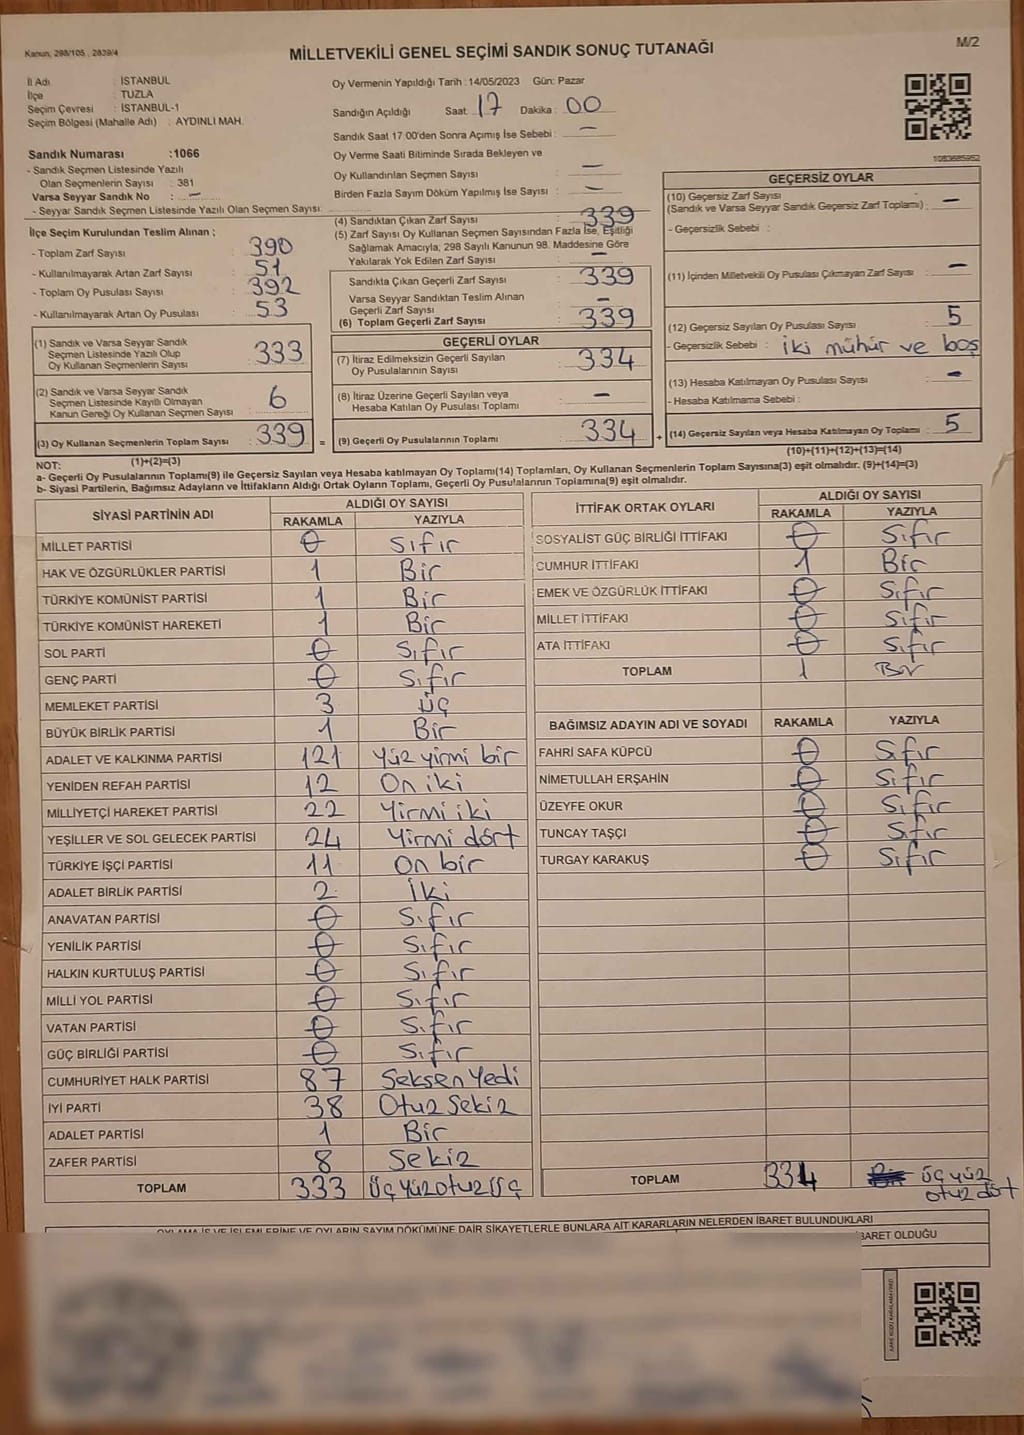 Kanun, 298/105 , 2839/4
MİLLETVEKİLİ GENEL SEÇİMİ SANDIK SONUÇ TUTANAĞI
M/2
İl Adı : İSTANBUL
İlçe : TUZLA
Seçim Çevresi : İSTANBUL-1
Seçim Bölgesi (Mahalle Adı) : AYDINLI MAH.
Sandık Numarası :1066
- Sandık Seçmen Listesinde Yazılı
Olan Seçmenlerin Sayısı : 381
Varsa Seyyar Sandık No : —
- Seyyar Sandık Seçmen Listesinde Yazılı Olan Seçmen Sayısı:
İlçe Seçim Kurulundan Teslim Alınan :
- Toplam Zarf Sayısı : 390
- Kullanılmayarak Artan Zarf Sayısı : 51
- Toplam Oy Pusulası Sayısı : 392
- Kullanılmayarak Artan Oy Pusulası : 53
(1) Sandık ve Varsa Seyyar Sandık
Seçmen Listesinde Yazılı Olup
Oy Kullanan Seçmenlerin Sayısı : 333
(2) Sandık ve Varsa Seyyar Sandık
Seçmen Listesinde Kayıtlı Olmayan
Kanun Gereği Oy Kullanan Seçmen Sayısı : 6
(3) Oy Kullanan Seçmenlerin Toplam Sayısı : 339
(1)+(2)=(3)
Oy Vermenin Yapıldığı Tarih :14/05/2023 Gün: Pazar
Sandığın Açıldığı Saat: 17 Dakika : 00
Sandık Saat 17:00'den Sonra Açımış İse Sebebi : —
Oy Verme Saati Bitiminde Sırada Bekleyen ve
Oy Kullandırılan Seçmen Sayısı : —
Birden Fazla Sayım Döküm Yapılmış İse Sayısı : —
(4) Sandıktan Çıkan Zarf Sayısı : 339
(5) Zarf Sayısı Oy Kullanan Seçmen Sayısından Fazla İse, Eşitliği
Sağlamak Amacıyla, 298 Sayılı Kanunun 98. Maddesine Göre
Yakılarak Yok Edilen Zarf Sayısı : —
Sandıkta Çıkan Geçerli Zarf Sayısı : 339
Varsa Seyyar Sandıktan Teslim Alınan
Geçerli Zarf Sayısı : —
(6) Toplam Geçerli Zarf Sayısı : 339
GEÇERLİ OYLAR
(7) İtiraz Edilmeksizin Geçerli Sayılan
Oy Pusulalarının Sayısı : 334
(8) İtiraz Üzerine Geçerli Sayılan veya
Hesaba Katılan Oy Pusulası Toplamı : —
= (9) Geçerli Oy Pusulalarının Toplamı : 334
1083685952
GEÇERSİZ OYLAR
(10) Geçersiz Zarf Sayısı
(Sandık ve Varsa Seyyar Sandık Geçersiz Zarf Toplamı) : —
- Geçersizlik Sebebi :
(11) İçinden Milletvekili Oy Pusulası Çıkmayan Zarf Sayısı : —
(12) Geçersiz Sayılan Oy Pusulası Sayısı : 5
- Geçersizlik Sebebi : iki mühür ve boş
(13) Hesaba Katılmayan Oy Pusulası Sayısı : —
- Hesaba Katılmama Sebebi :
+ (14) Geçersiz Sayılan veya Hesaba Katılmayan Oy Toplamı : 5
(10)+(11)+(12)+(13)=(14)
NOT:
a- Geçerli Oy Pusulalarının Toplamı(9) ile Geçersiz Sayılan veya Hesaba katılmayan Oy Toplamı(14) Toplamları, Oy Kullanan Seçmenlerin Toplam Sayısına(3) eşit olmalıdır. (9)+(14)=(3)
b- Siyasi Partilerin, Bağımsız Adayların ve İttifakların Aldığı Ortak Oyların Toplamı, Geçerli Oy Pusulalarının Toplamına(9) eşit olmalıdır.
SİYASİ PARTİNİN ADI ALDIĞI OY SAYISI
RAKAMLA YAZIYLA
MİLLET PARTİSİ 0 Sıfır
HAK VE ÖZGÜRLÜKLER PARTİSİ 1 Bir
TÜRKİYE KOMÜNİST PARTİSİ 1 Bir
TÜRKİYE KOMÜNİST HAREKETİ 1 Bir
SOL PARTİ 0 Sıfır
GENÇ PARTİ 0 Sıfır
MEMLEKET PARTİSİ 3 üç
BÜYÜK BİRLİK PARTİSİ 1 Bir
ADALET VE KALKINMA PARTİSİ 121 yüz yirmi bir
YENİDEN REFAH PARTİSİ 12 On iki
MİLLİYETÇİ HAREKET PARTİSİ 22 Yirmi iki
YEŞİLLER VE SOL GELECEK PARTİSİ 24 Yirmi dört
TÜRKİYE İŞÇİ PARTİSİ 11 On bir
ADALET BİRLİK PARTİSİ 2 İki
ANAVATAN PARTİSİ 0 Sıfır
YENİLİK PARTİSİ 0 Sıfır
HALKIN KURTULUŞ PARTİSİ 0 Sıfır
MİLLİ YOL PARTİSİ 0 Sıfır
VATAN PARTİSİ 0 Sıfır
GÜÇ BİRLİĞİ PARTİSİ 0 Sıfır
CUMHURİYET HALK PARTİSİ 87 Seksen Yedi
İYİ PARTİ 38 Otuz Sekiz
ADALET PARTİSİ 1 Bir
ZAFER PARTİSİ 8 Sekiz
TOPLAM 333 üç yüz otuz üç
İTTİFAK ORTAK OYLARI ALDIĞI OY SAYISI
RAKAMLA YAZIYLA
SOSYALİST GÜÇ BİRLİĞİ İTTİFAKI 0 Sıfır
CUMHUR İTTİFAKI 1 Bir
EMEK VE ÖZGÜRLÜK İTTİFAKI 0 Sıfır
MİLLET İTTİFAKI 0 Sıfır
ATA İTTİFAKI 0 Sıfır
TOPLAM 1 Bir
BAĞIMSIZ ADAYIN ADI VE SOYADI RAKAMLA YAZIYLA
FAHRİ SAFA KÜPCÜ 0 Sıfır
NİMETULLAH ERŞAHİN 0 Sıfır
ÜZEYFE OKUR 0 Sıfır
TUNCAY TAŞÇI 0 Sıfır
TURGAY KARAKUŞ 0 Sıfır
TOPLAM 334 üç yüz
otuz dört
OYLAMA İŞ VE İŞLEMLERİNE VE OYLARIN SAYIM DÖKÜMÜNE DAİR ŞİKAYETLERLE BUNLARA AİT KARARLARIN NELERDEN İBARET BULUNDUKLARI
İBARET OLDUĞU